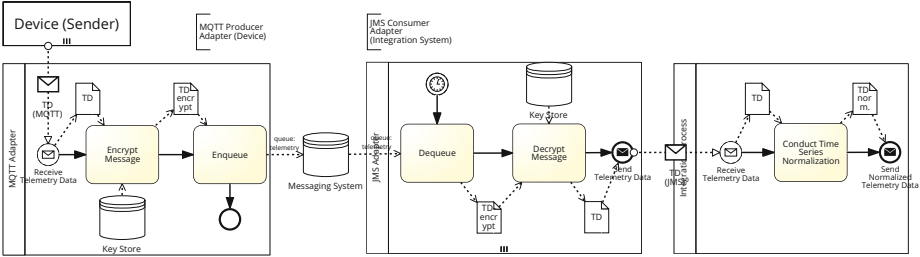 Device (Sender)
MQTT Producer
Adapter (Device)
JMS Consumer
Adapter
(Integration System)
MQTT Adapter
TD
(MQTT)
TD
TD
encr
ypt
Receive
Telemetry Data
Encrypt
Message
Enqueue
Key Store
queue:
telemetry
Messaging System
queue:
telemetry
JMS Adapter
Dequeue
Key Store
Decrypt
Message
TD
encr
ypt
TD
Send
Telemetry Data
TD
(JMS)
Integration Process
Receive
Telemetry Data
TD
Conduct Time
Series
Normalization
TD
nor
m.
Send
Normalized
Telemetry Data